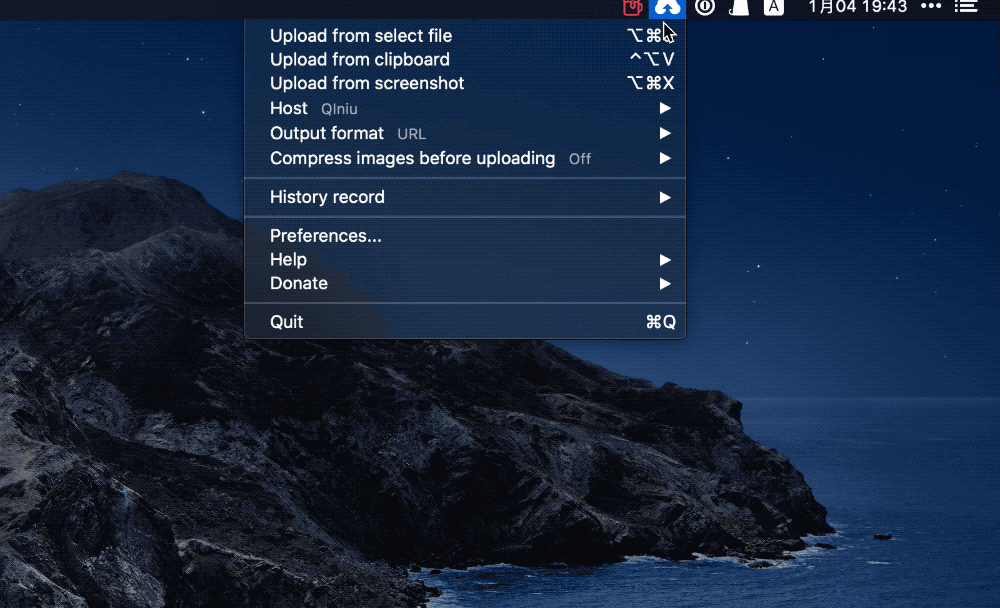 A 1月04 19:43
Upload from select file ⌥⌘
Upload from clipboard ^⌥V
Upload from screenshot ⌥⌘X
Host QIniu ▶
Output format URL ▶
Compress images before uploading Off ▶
History record ▶
Preferences...
Help ▶
Donate ▶
Quit ⌘Q